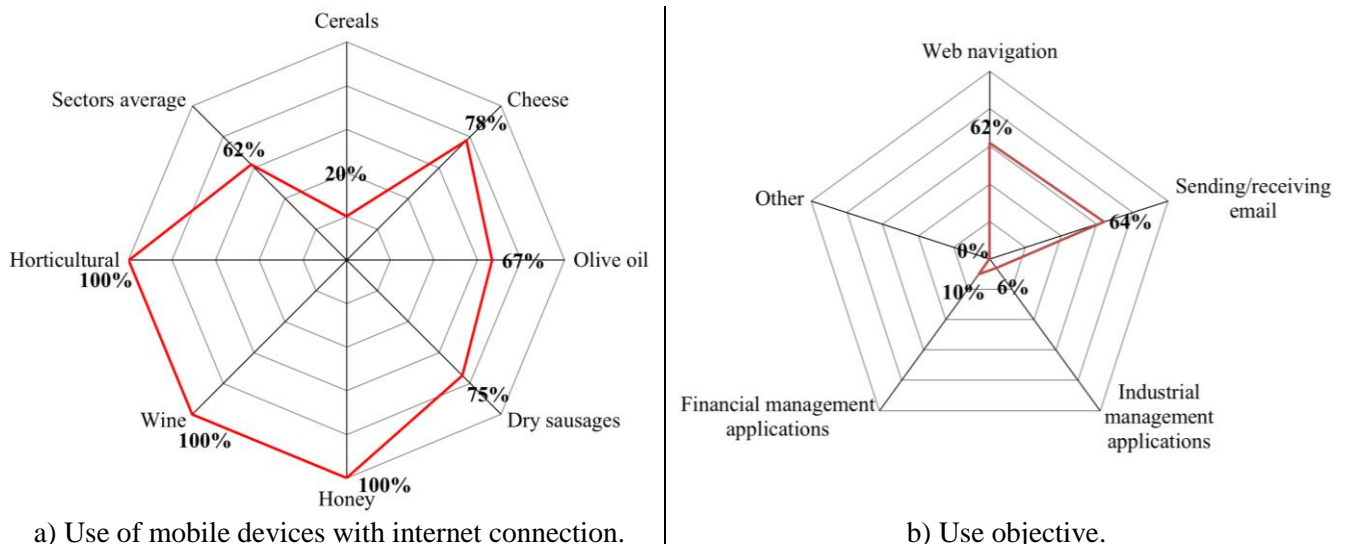 Cereals
Sectors average
Cheese
78%
62%
20%
Horticultural
100%
67%
Olive oil
75%
Wine
100%
Dry sausages
100%
Honey
a) Use of mobile devices with internet connection.
Web navigation
62%
Other
Sending/receiving
email
64%
0%
10%
6%
Financial management
applications
Industrial
management
applications
b) Use objective.